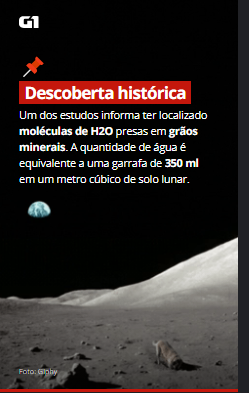 G1
Descoberta histórica
Um dos estudos informa ter localizado
moléculas de H2O presas em grãos
minerais. A quantidade de água é
equivalente a uma garrafa de 350 ml
em um metro cúbico de solo lunar.
Foto: Giphy